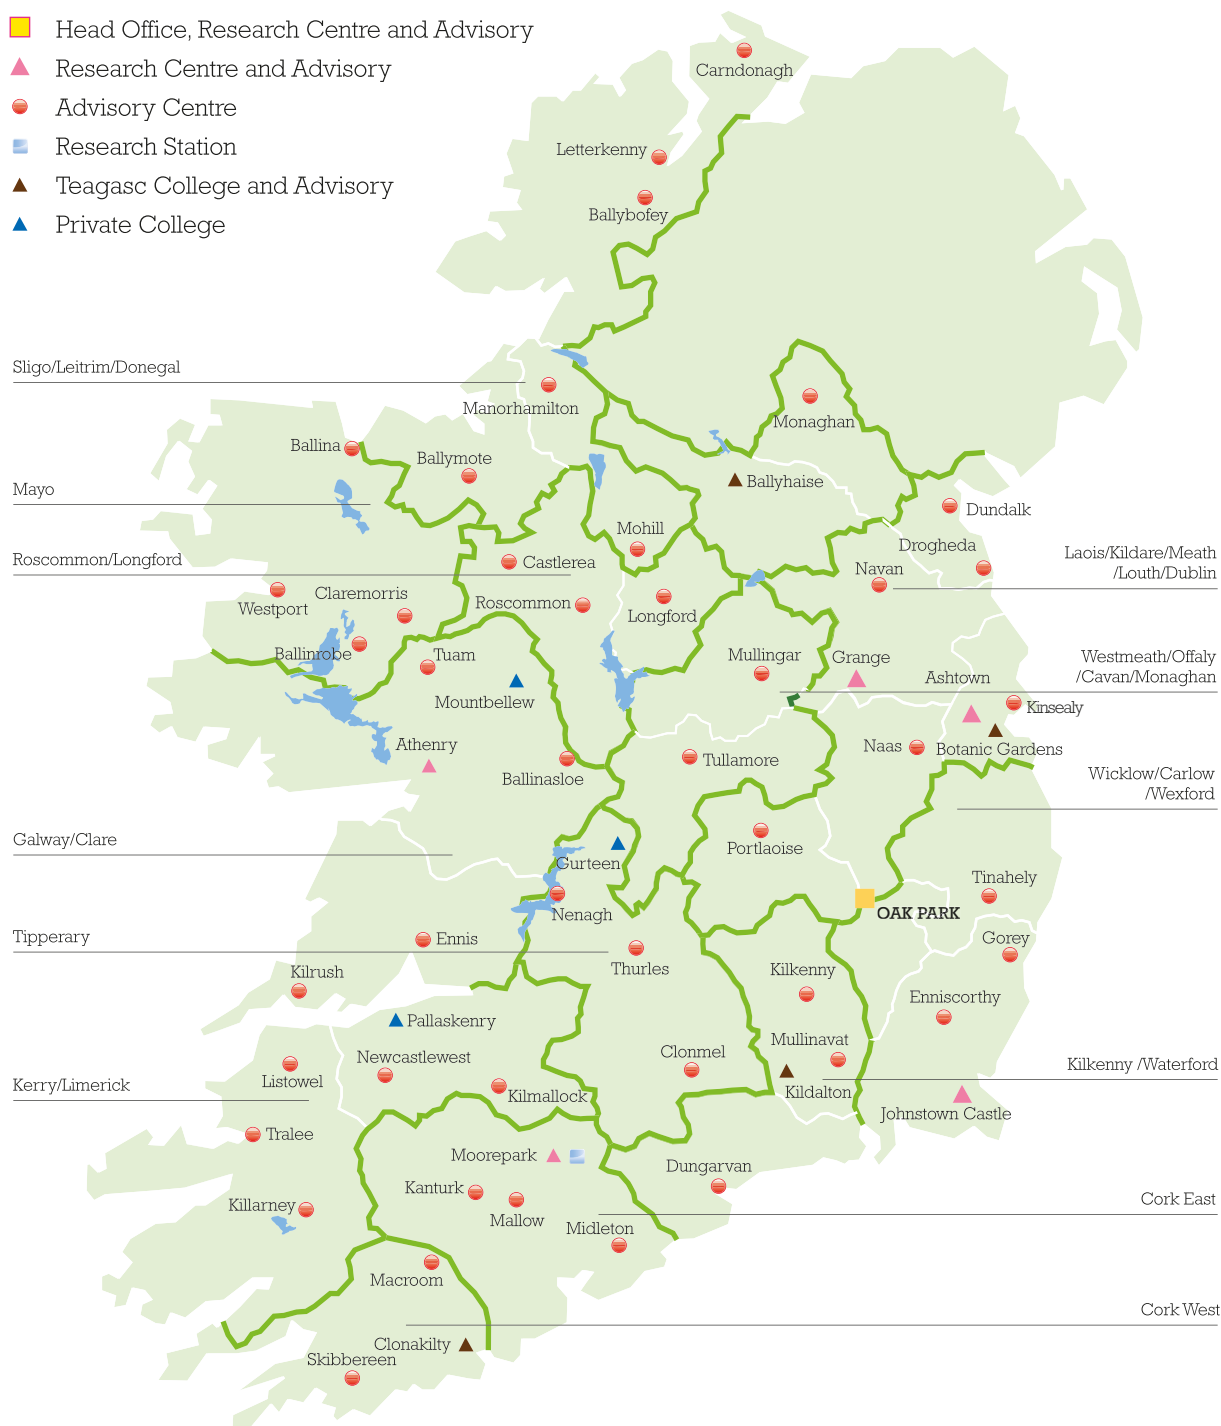 Head Office, Research Centre and Advisory
Research Centre and Advisory
Advisory Centre
Research Station
Teagasc College and Advisory
Private College
Carndonagh
Letterkenny
Ballybofey
Sligo/Leitrim/Donegal
Manorhamilton
Monaghan
Ballina
Ballymote
Ballyhaise
Mayo
Dundalk
Mohill
Drogheda
Roscommon/Longford
Castlerea
Navan
Laois/Kildare/Meath
/Louth/Dublin
Westport
Claremorris
Roscommon
Longford
Ballinrobe
Tuam
Mullingar
Grange
Westmeath/Offaly
/Cavan/Monaghan
Ashtown
Mountbellew
Kinsealy
Athenry
Naas
Botanic Gardens
Tullamore
Ballinasloe
Wicklow/Carlow
/Wexford
Galway/Clare
Portlaoise
Gurteen
Tinahely
OAK PARK
Nenagh
Tipperary
Ennis
Gorey
Thurles
Kilrush
Kilkenny
Enniscorthy
Pallaskenry
Mullinavat
Newcastlewest
Clonmel
Kilkenny /Waterford
Listowel
Kerry/Limerick
Kilmallock
Kildalton
Johnstown Castle
Tralee
Moorepark
Dungarvan
Kanturk
Killarney
Mallow
Cork East
Midleton
Macroom
Cork West
Clonakilty
Skibbereen